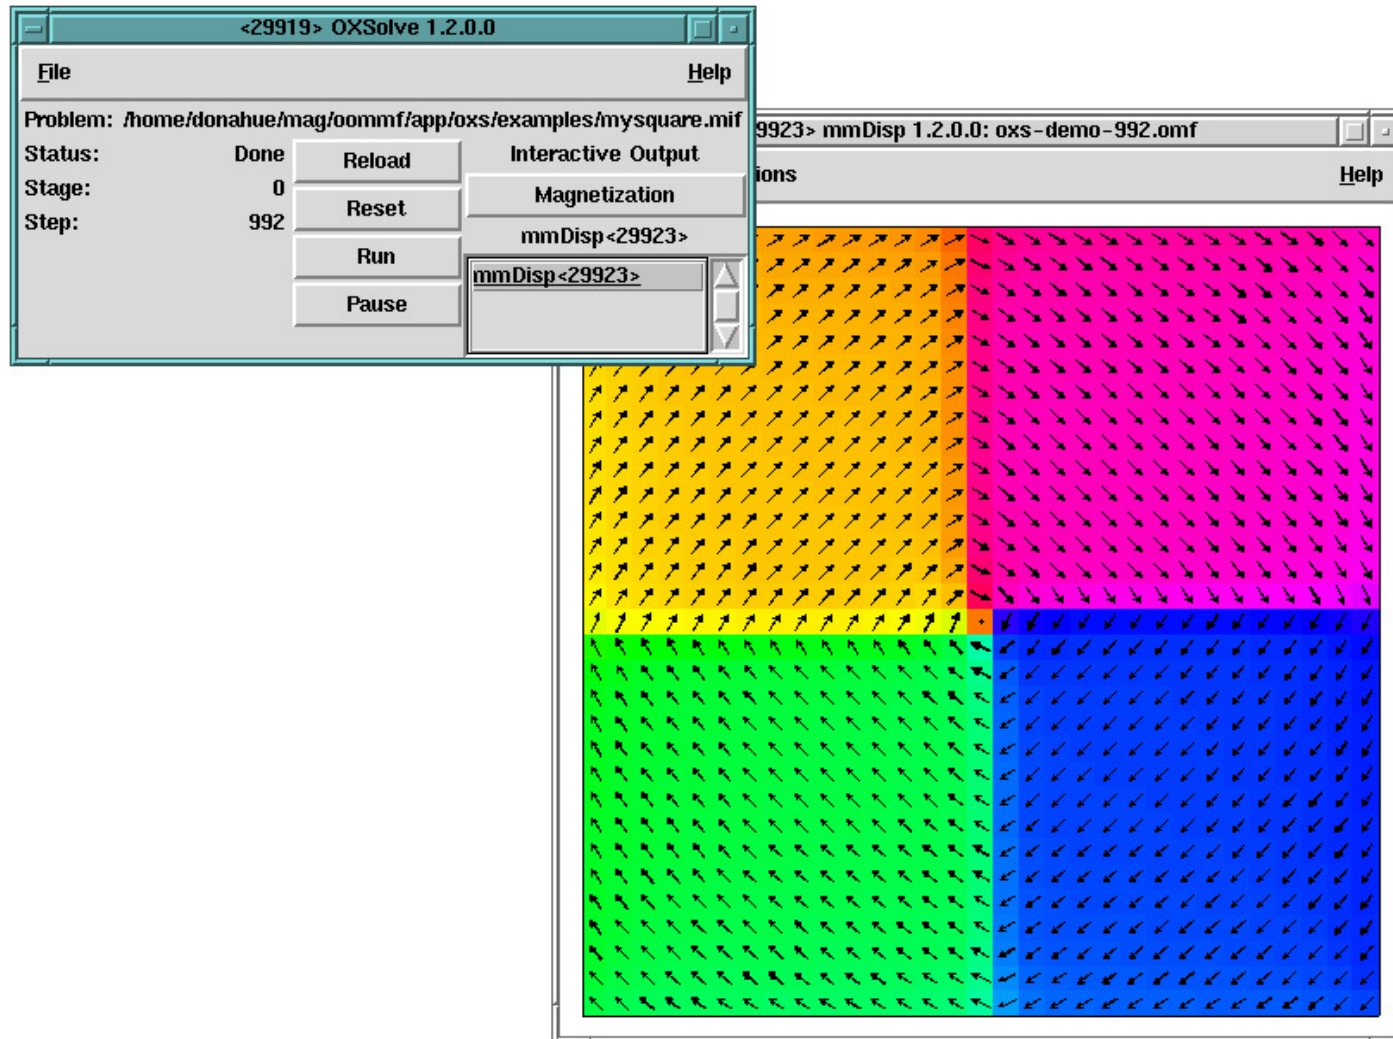 <29919> OXSolve 1.2.0.0
File Help
Problem: /home/donahue/mag/oommf/app/oxs/examples/mysquare.mif
Status: Done
Stage: 0
Step: 992
Reload
Reset
Run
Pause
Interactive Output
Magnetization
mmDisp<29923>
mmDisp<29923>
9923> mmDisp 1.2.0.0: oxs-demo-992.omf
ions Help